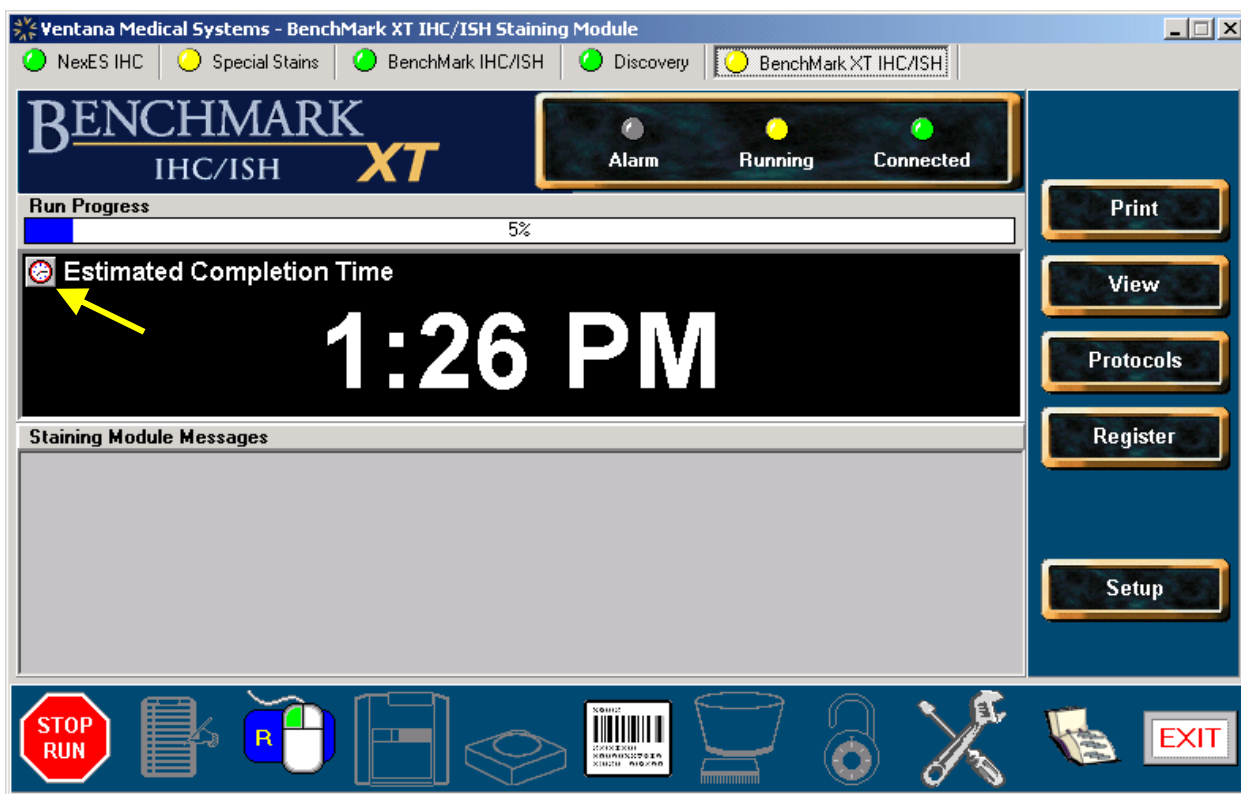 Ventana Medical Systems - BenchMark XT IHC/ISH Staining Module
NexES IHC Special Stains BenchMark IHC/ISH Discovery BenchMark XT IHC/ISH
BENCHMARK
IHC/ISH XT
Alarm Running Connected
Run Progress
5%
Estimated Completion Time
1:26 PM
Staining Module Messages
Print
View
Protocols
Register
Setup
STOP
RUN
R
EXIT